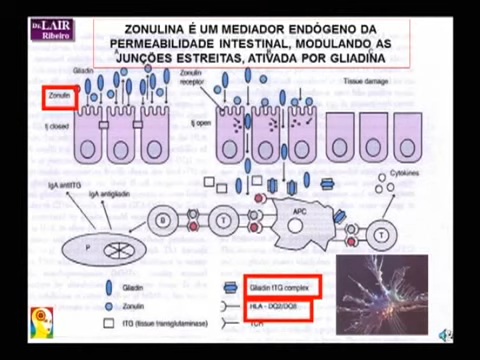 Dr. LAIR
Ribeiro
ZONULINA É UM MEDIADOR ENDÓGENO DA
PERMEABILIDADE INTESTINAL, MODULANDO AS
JUNÇÕES ESTREITAS, ATIVADA POR GLIADINA
A
B
C
Gliadin
Zonulin
receptor
Tissue damage
Zonulin
tj closed
tj open
Cytokines
IgA antitTG
IgA antigliadin
APC
P
B
T
T
Gliadin
Gliadin tTG complex
Zonulin
HLA - DQ2/DQ8
tTG (tissue transglutaminase)
TCR